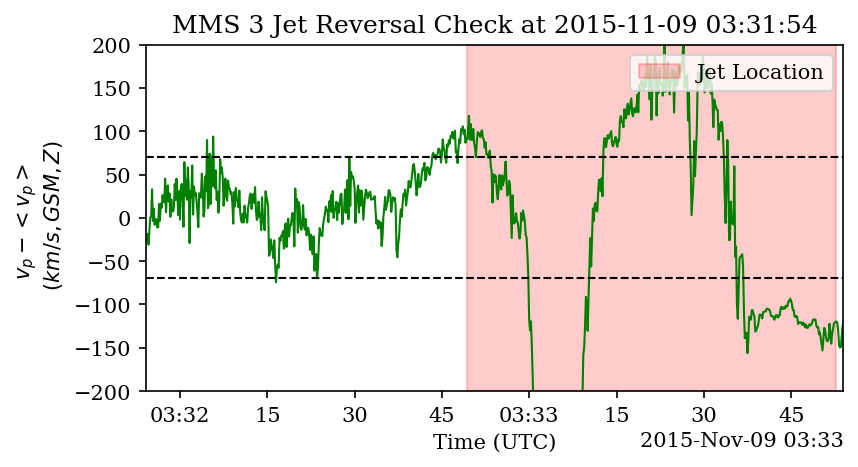 MMS 3 Jet Reversal Check at 2015-11-09 03:31:54
Jet Location
v_p − <v_p>
(km/s, GSM, Z)
200
150
100
50
0
−50
−100
−150
−200
03:32 15 30 45 03:33 15 30 45
Time (UTC)
2015-Nov-09 03:33